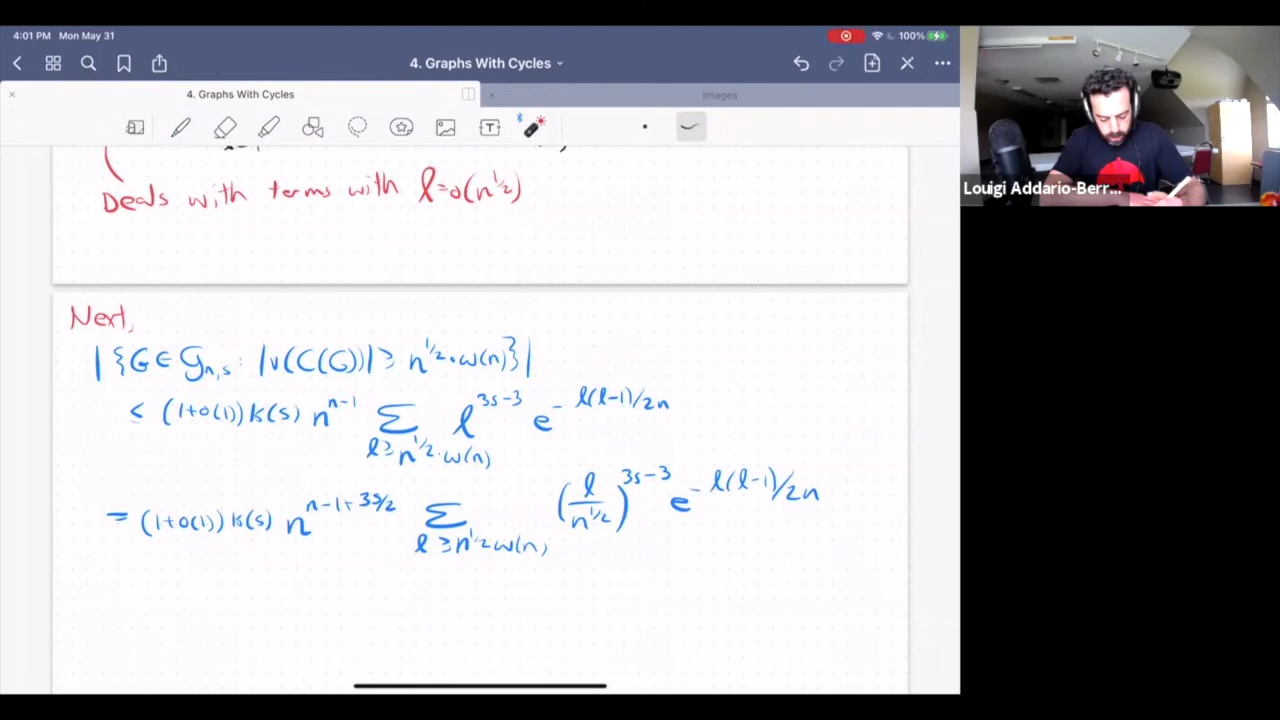 4:01 PM Mon May 31
100%
4. Graphs With Cycles
4. Graphs With Cycles
Images
Deals with terms with l=o(n^{1/2})
Louigi Addario-Berr...
Next,
|{G∈𝒢_{n,s}: |v(C(G))| ≥ n^{1/2}·ω(n)}|
≤ (1+o(1)) k(s) n^{n-1} Σ_{l≥n^{1/2}·ω(n)} l^{3s-3} e^{-l(l-1)/2n}
= (1+o(1)) k(s) n^{n-1+3s/2} Σ_{l≥n^{1/2}ω(n)} (l/n^{1/2})^{3s-3} e^{-l(l-1)/2n}